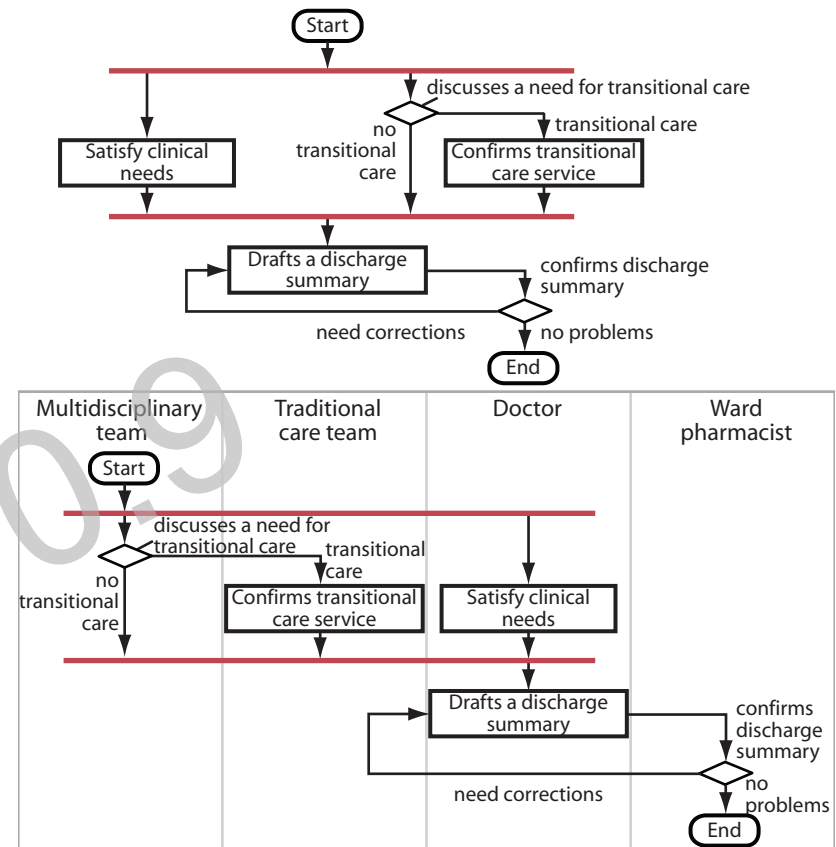 Start
discusses a need for transitional care
no
transitional
care
transitional care
Satisfy clinical
needs
Confirms transitional
care service
Drafts a discharge
summary
confirms discharge
summary
need corrections
no problems
End
Multidisciplinary
team
Traditional
care team
Doctor
Ward
pharmacist
Start
discusses a need for
transitional care
transitional
care
no
transitional
care
Confirms transitional
care service
Satisfy clinical
needs
Drafts a discharge
summary
confirms
discharge
summary
need corrections
no
problems
End
0.9